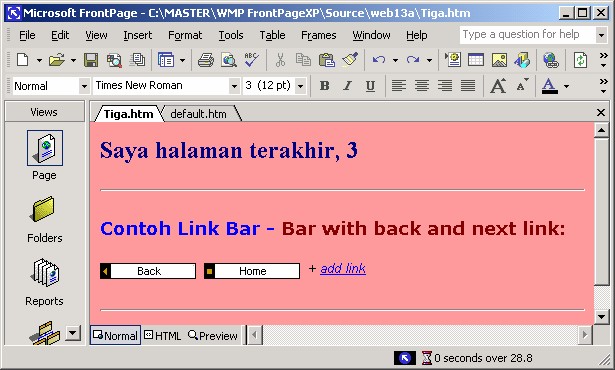 Microsoft FrontPage - C:\MASTER\WMP FrontPageXP\Source\web13a\Tiga.htm
File Edit View Insert Format Tools Table Frames Window Help Type a question for help
Normal Times New Roman 3 (12 pt) B I U A A A
Views Tiga.htm default.htm
Page
Folders
Reports
Saya halaman terakhir, 3
Contoh Link Bar - Bar with back and next link:
Back Home + add link
Normal HTML Preview
0 seconds over 28.8